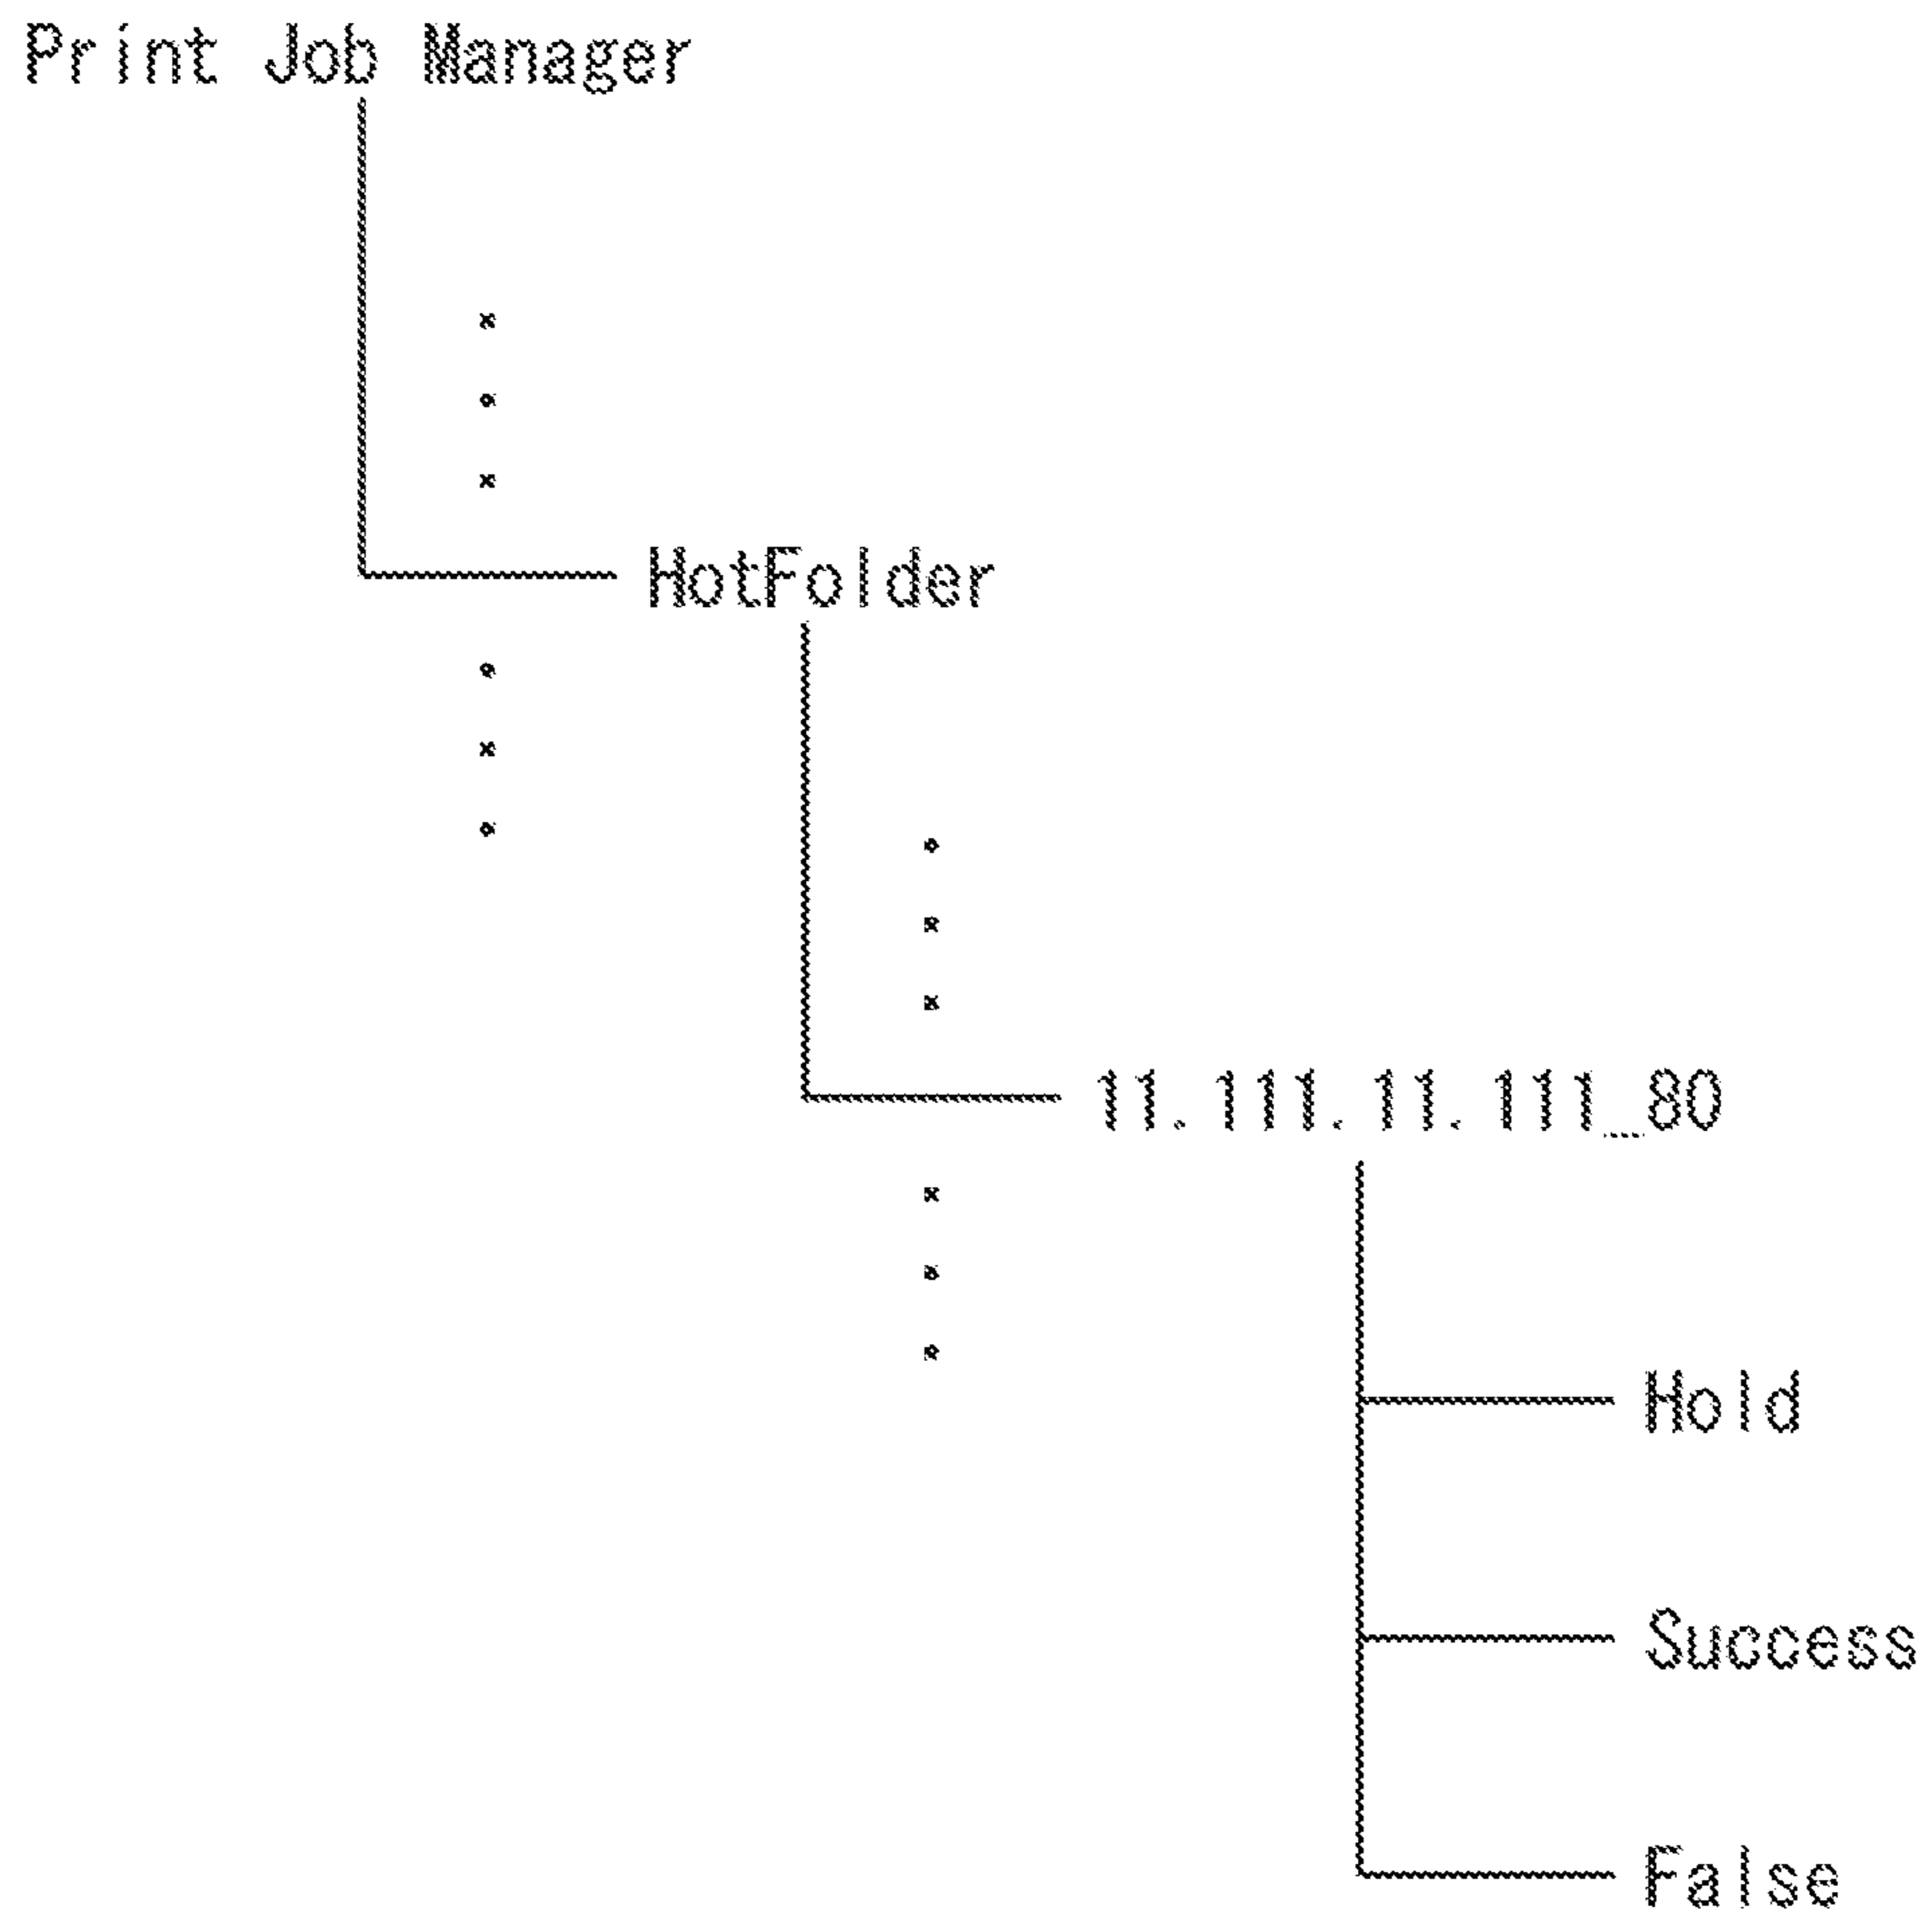 Print Job Manager
HotFolder
11.111.11.111_80
Hold
Success
False